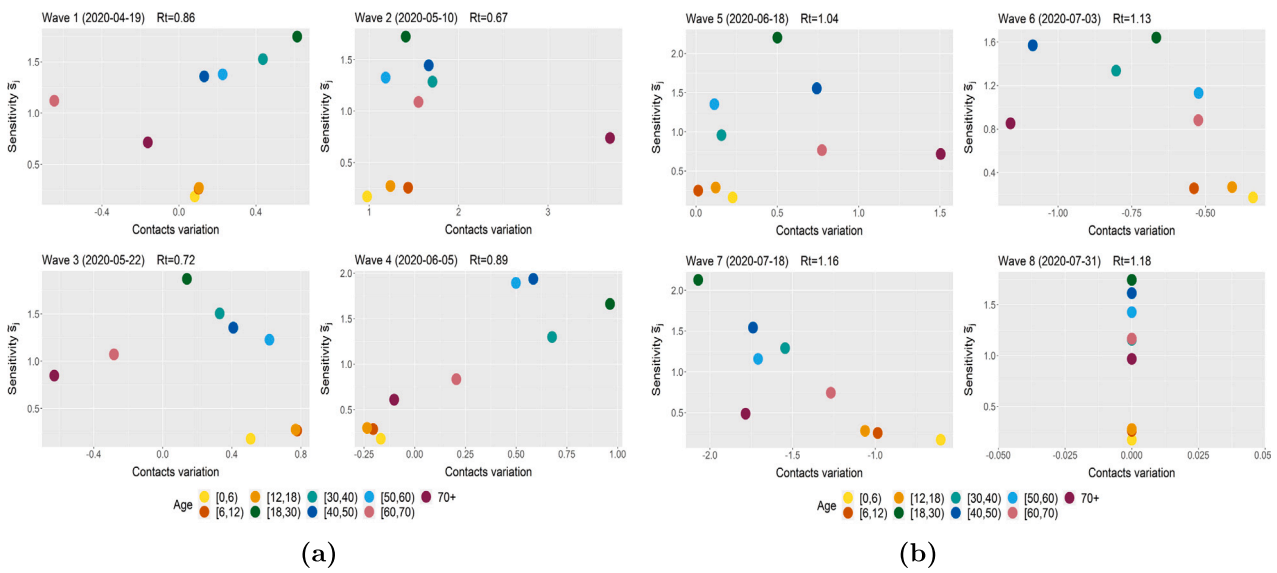 Wave 1 (2020-04-19) Rt=0.86
Sensitivity s̃j
1.5
1.0
0.5
-0.4 0.0 0.4
Contacts variation
Wave 2 (2020-05-10) Rt=0.67
Sensitivity s̃j
1.5
1.0
0.5
1 2 3
Contacts variation
Wave 3 (2020-05-22) Rt=0.72
Sensitivity s̃j
1.5
1.0
0.5
-0.4 0.0 0.4 0.8
Contacts variation
Wave 4 (2020-06-05) Rt=0.89
Sensitivity s̃j
2.0
1.5
1.0
0.5
-0.25 0.00 0.25 0.50 0.75 1.00
Contacts variation
Age
[0,6) [12,18) [30,40) [50,60) 70+
[6,12) [18,30) [40,50) [60,70)
(a)
Wave 5 (2020-06-18) Rt=1.04
Sensitivity s̃j
2.0
1.5
1.0
0.5
0.0 0.5 1.0 1.5
Contacts variation
Wave 6 (2020-07-03) Rt=1.13
Sensitivity s̃j
1.6
1.2
0.8
0.4
-1.00 -0.75 -0.50
Contacts variation
Wave 7 (2020-07-18) Rt=1.16
Sensitivity s̃j
2.0
1.5
1.0
0.5
-2.0 -1.5 -1.0
Contacts variation
Wave 8 (2020-07-31) Rt=1.18
Sensitivity s̃j
1.5
1.0
0.5
-0.050 -0.025 0.000 0.025 0.05
Contacts variation
Age
[0,6) [12,18) [30,40) [50,60) 70+
[6,12) [18,30) [40,50) [60,70)
(b)